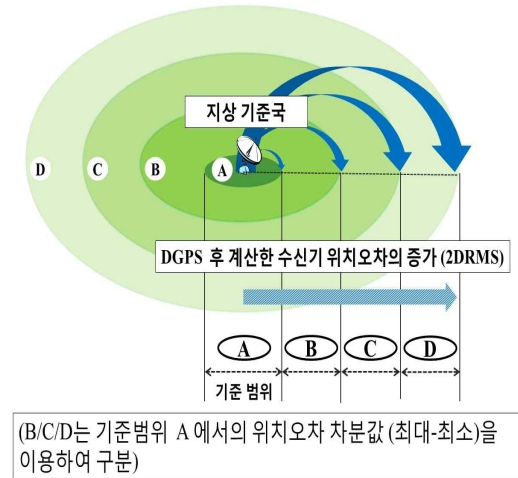 지상 기준국
D C B A
DGPS 후 계산한 수신기 위치오차의 증가 (2DRMS)
A B C D
기준 범위
(B/C/D는 기준범위 A 에서의 위치오차 차분값 (최대-최소)을
이용하여 구분)